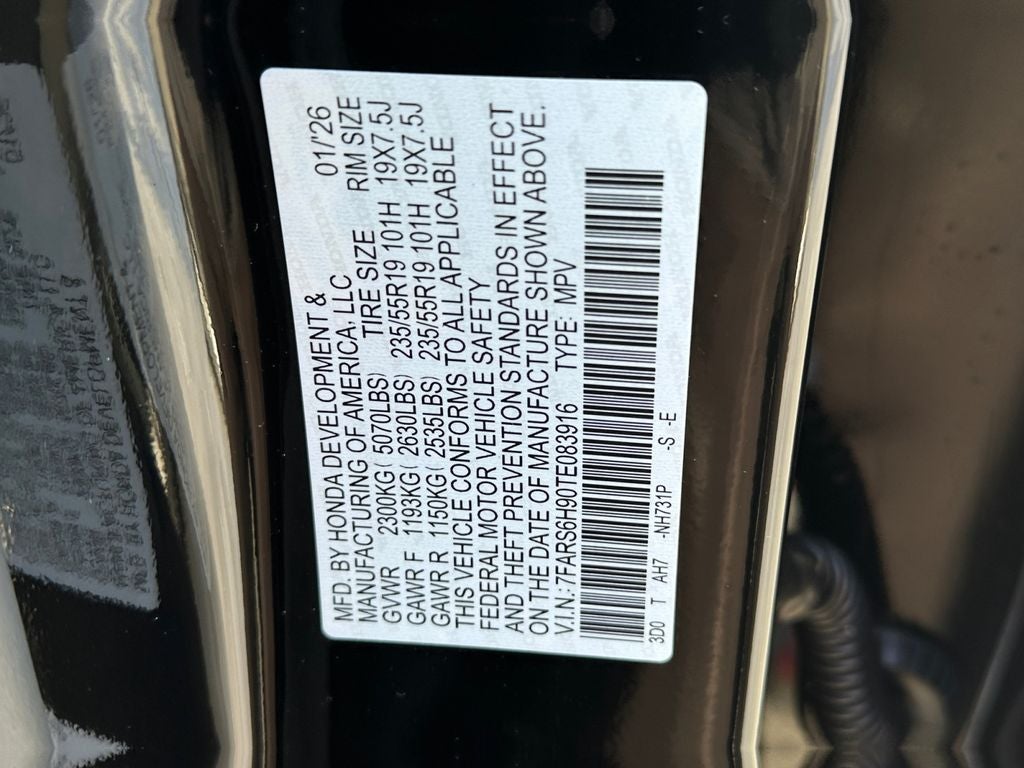 MFD. BY HONDA DEVELOPMENT &
MANUFACTURING OF AMERICA, LLC 01/26
GVWR 2300KG ( 5070LBS) TIRE SIZE RIM SIZE
GAWR F 1193KG ( 2630LBS) 235/55R19 101H 19X7.5J
GAWR R 1150KG ( 2535LBS) 235/55R19 101H 19X7.5J
THIS VEHICLE CONFORMS TO ALL APPLICABLE
FEDERAL MOTOR VEHICLE SAFETY
AND THEFT PREVENTION STANDARDS IN EFFECT
ON THE DATE OF MANUFACTURE SHOWN ABOVE.
V.I.N.:7FARS6H90TE083916 TYPE: MPV
3D0 T AH7 -NH731P -S -E